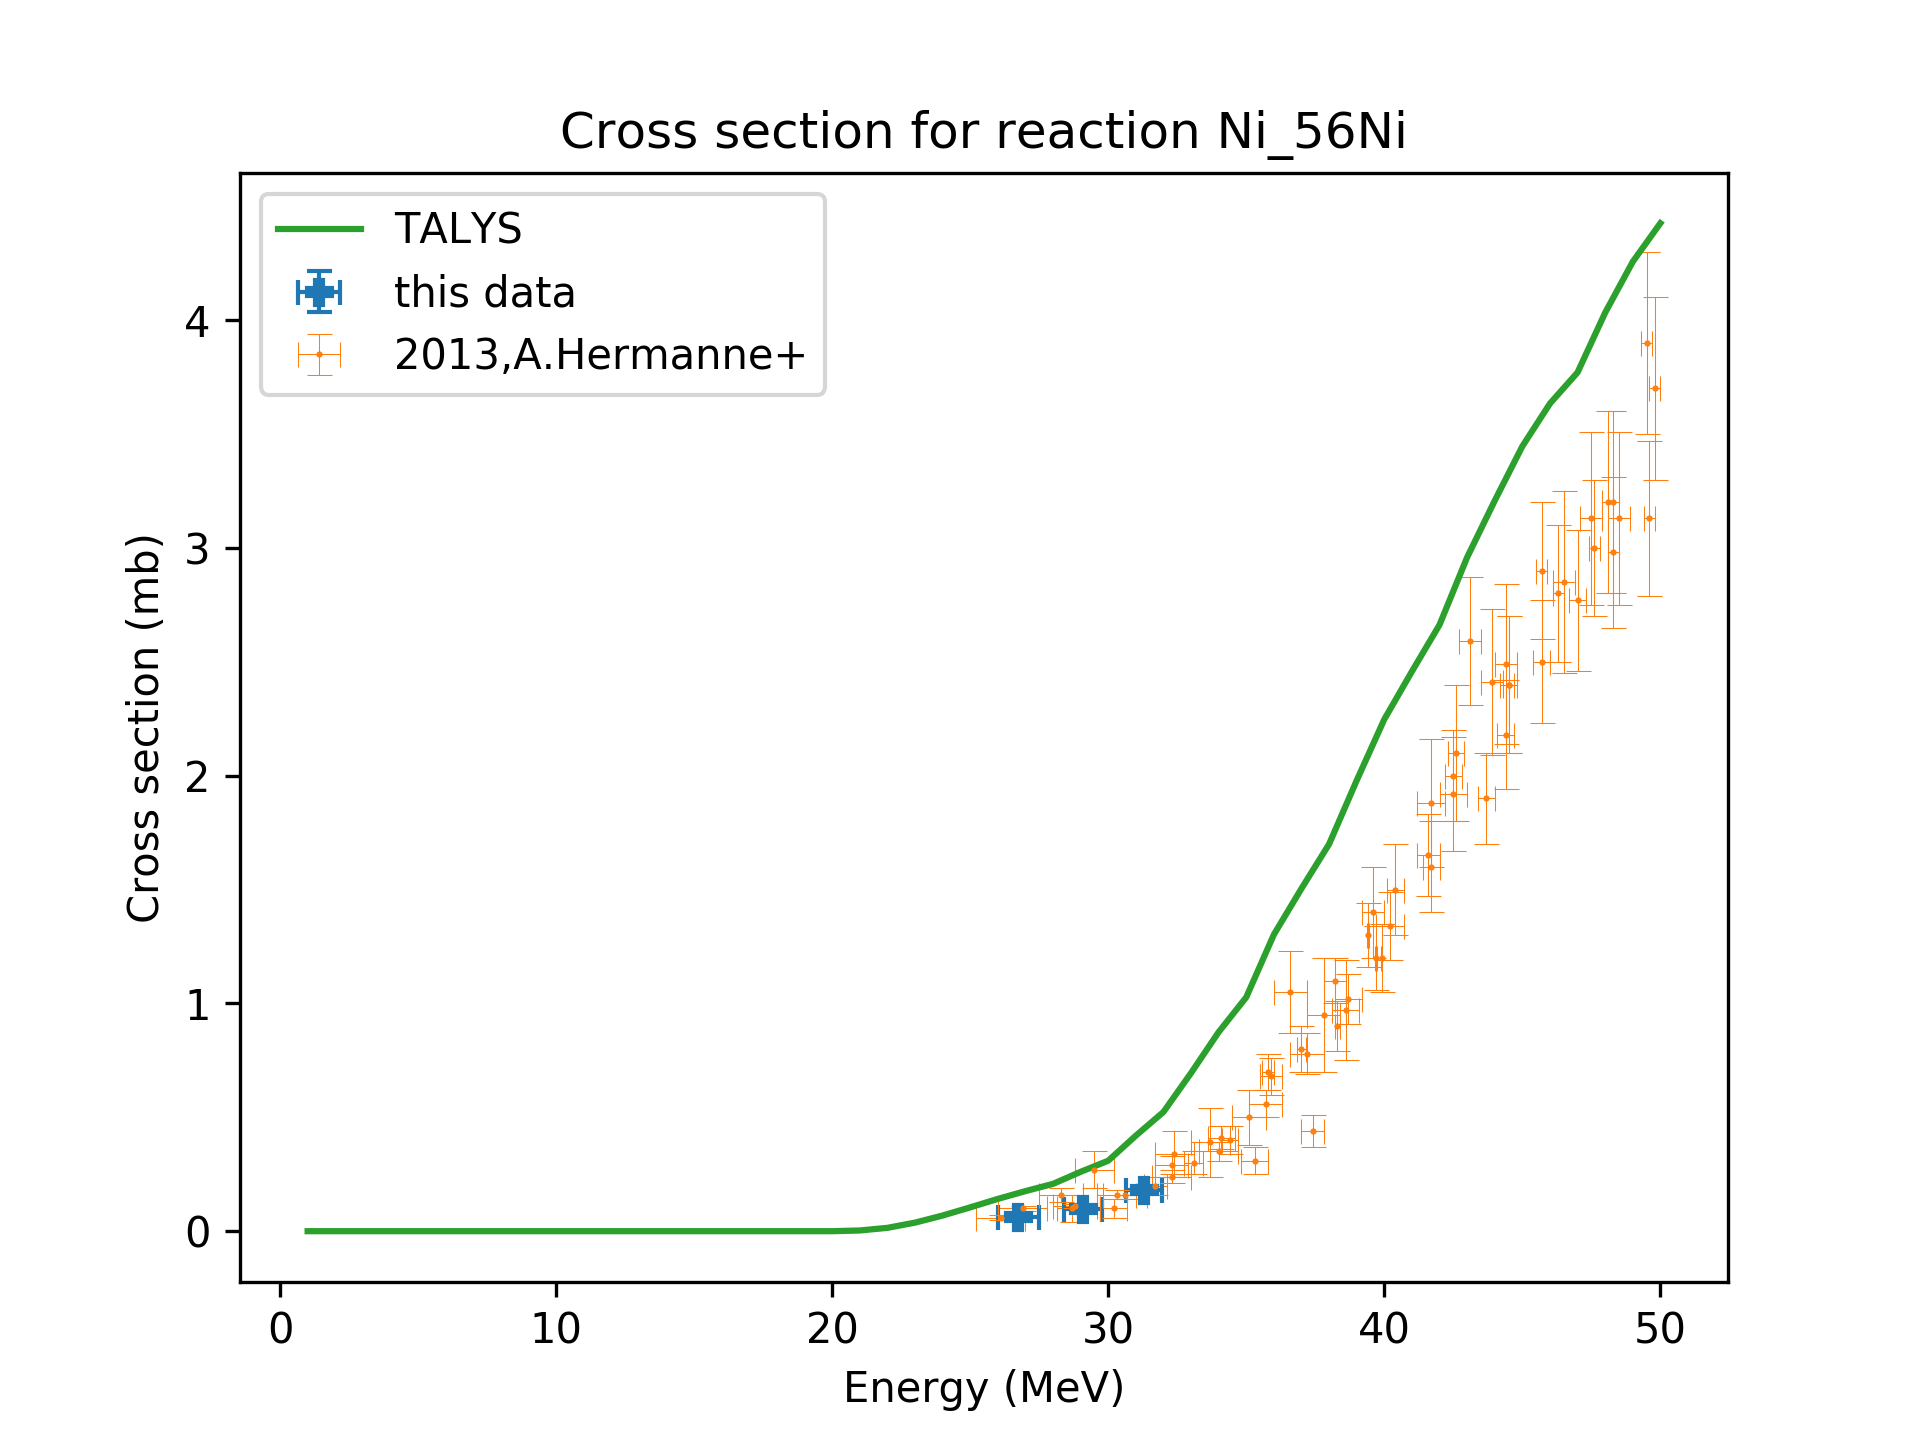 Cross section for reaction Ni_56Ni
TALYS
this data
2013,A.Hermanne+
Cross section (mb)
4
3
2
1
0
0 10 20 30 40 50
Energy (MeV)